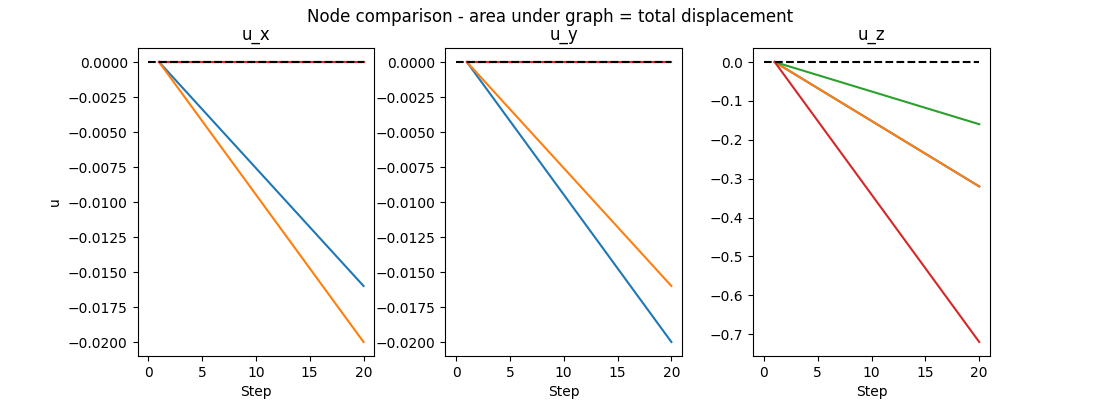 Node comparison - area under graph = total displacement
u_x
u_y
u_z
0.0000
−0.0025
−0.0050
−0.0075
−0.0100
−0.0125
−0.0150
−0.0175
−0.0200
u
0 5 10 15 20
Step
0.0000
−0.0025
−0.0050
−0.0075
−0.0100
−0.0125
−0.0150
−0.0175
−0.0200
0 5 10 15 20
Step
0.0
−0.1
−0.2
−0.3
−0.4
−0.5
−0.6
−0.7
0 5 10 15 20
Step